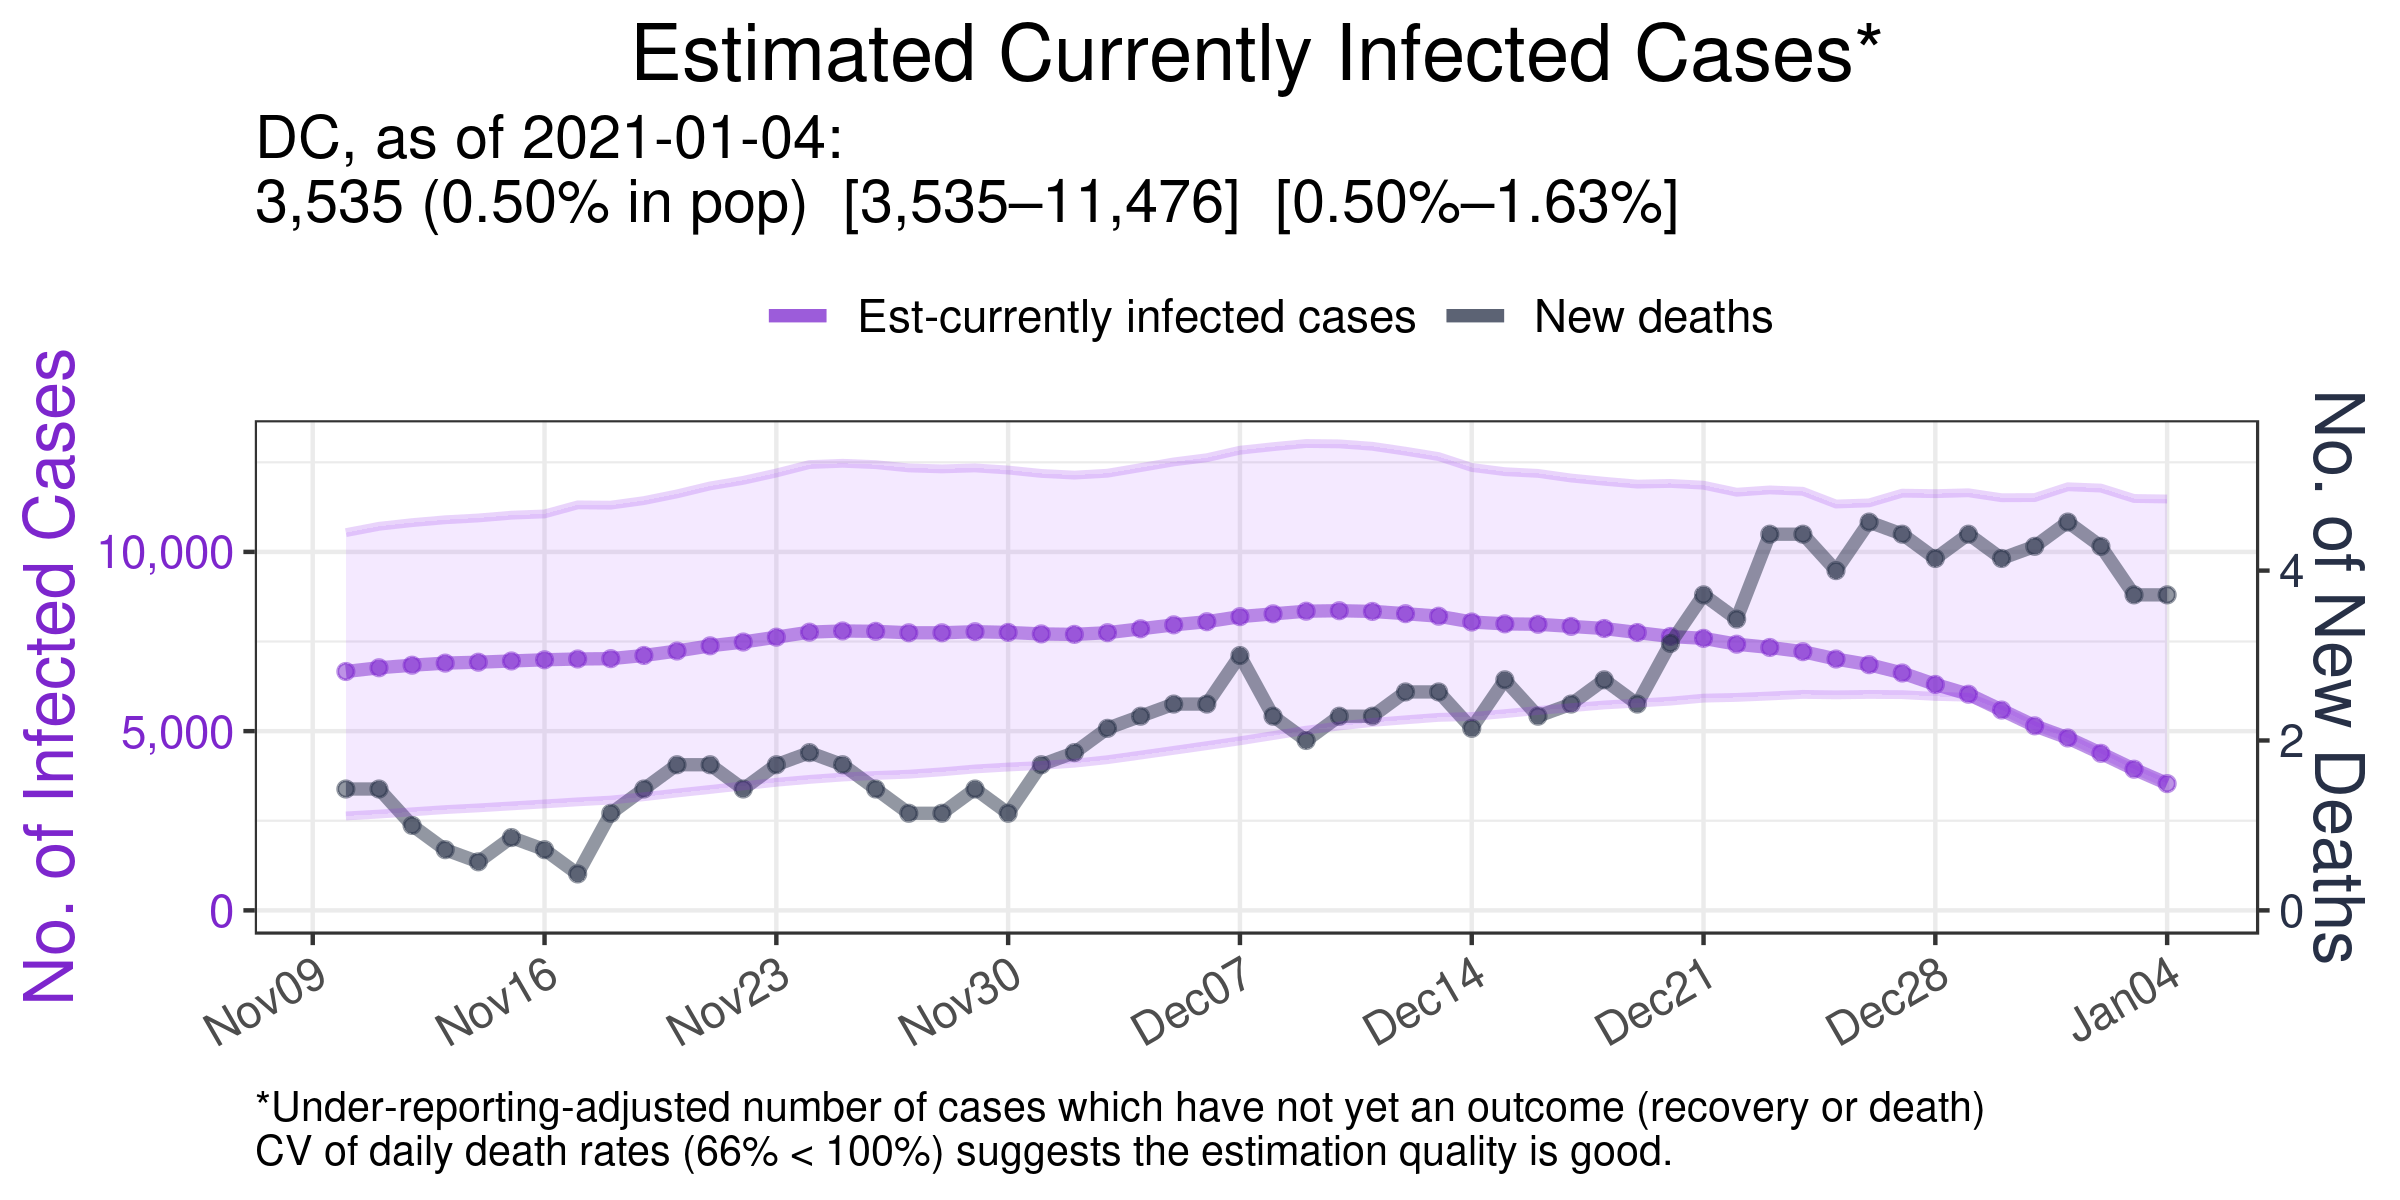 Estimated Currently Infected Cases*
DC, as of 2021-01-04:
3,535 (0.50% in pop)  [3,535–11,476]  [0.50%–1.63%]
Est-currently infected cases
New deaths
No. of Infected Cases
10,000
5,000
0
No. of New Deaths
4
2
0
Nov09
Nov16
Nov23
Nov30
Dec07
Dec14
Dec21
Dec28
Jan04
*Under-reporting-adjusted number of cases which have not yet an outcome (recovery or death)
CV of daily death rates (66% < 100%) suggests the estimation quality is good.